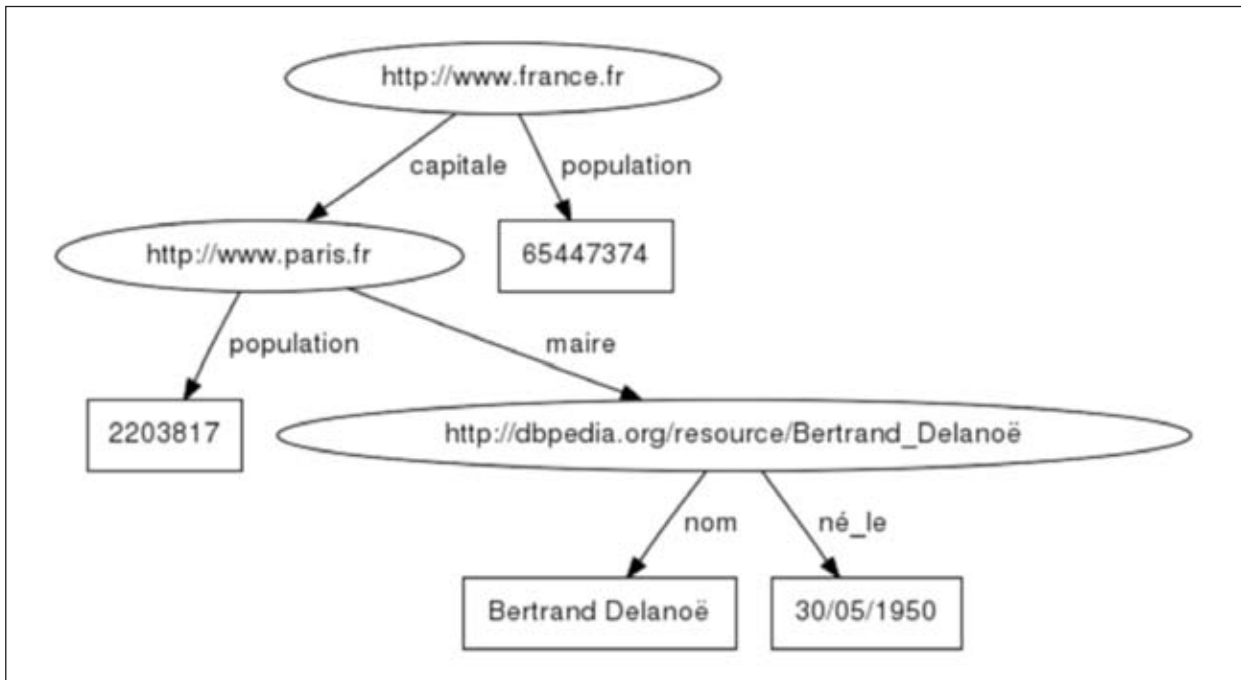 http://www.france.fr
capitale
population
http://www.paris.fr
65447374
population
maire
2203817
http://dbpedia.org/resource/Bertrand_Delanoë
nom
né_le
Bertrand Delanoë
30/05/1950